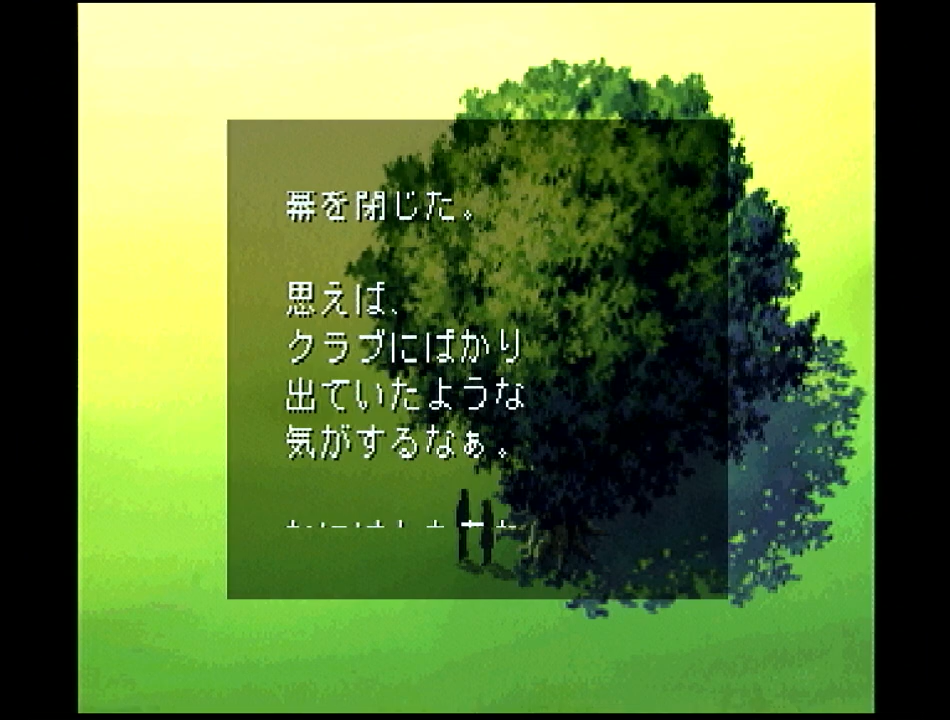 幕を閉じた。
思えば、
クラブにばかり
出ていたような
気がするなぁ。